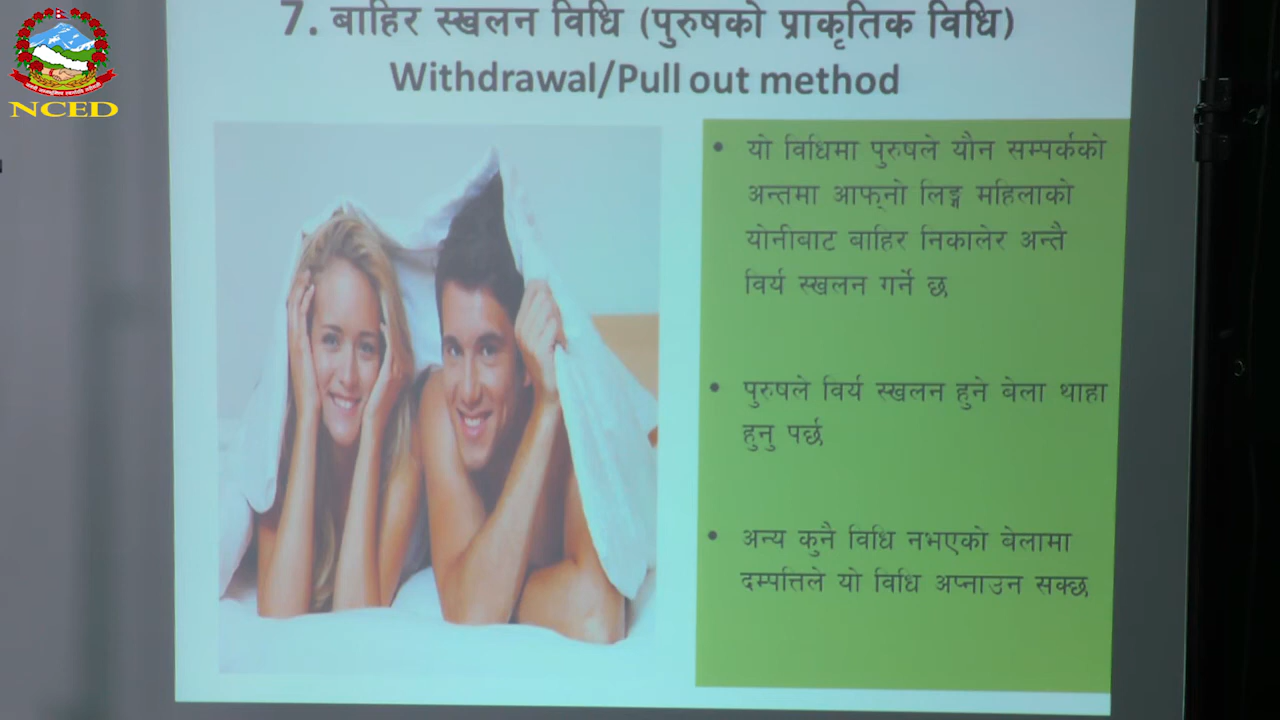 7. बाहिर स्खलन विधि (पुरुषको प्राकृतिक विधि)
Withdrawal/Pull out method
NCED
• यो विधिमा पुरुषले यौन सम्पर्कको
अन्तमा आफ्‌नो लिङ्ग महिलाको
योनीबाट बाहिर निकालेर अन्तै
विर्य स्खलन गर्ने छ
• पुरुषले विर्य स्खलन हुने बेला थाहा
हुनु पर्छ
• अन्य कुनै विधि नभएको बेलामा
दम्पत्तिले यो विधि अप्नाउन सक्छ